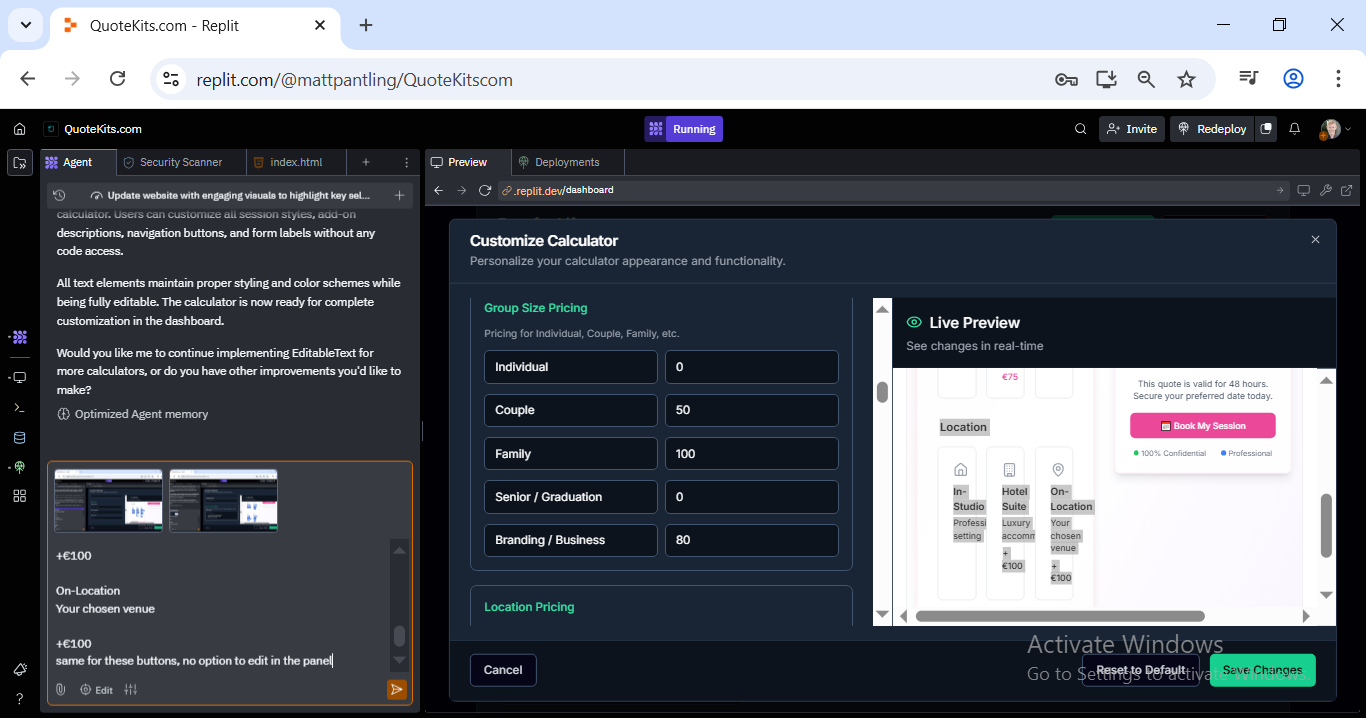 QuoteKits.com - Replit
replit.com/@mattpantling/QuoteKitscom
QuoteKits.com
Running
Invite
Redeploy
Agent
Security Scanner
index.html
Preview
Deployments
Update website with engaging visuals to highlight key sel...
.replit.dev/dashboard
calculator. Users can customize all session styles, add-on
descriptions, navigation buttons, and form labels without any
code access.
All text elements maintain proper styling and color schemes while
being fully editable. The calculator is now ready for complete
customization in the dashboard.
Would you like me to continue implementing EditableText for
more calculators, or do you have other improvements you'd like to
make?
Optimized Agent memory
+€100
On-Location
Your chosen venue
+€100
same for these buttons, no option to edit in the panel
Edit
Customize Calculator
Personalize your calculator appearance and functionality.
Group Size Pricing
Pricing for Individual, Couple, Family, etc.
Individual 0
Couple 50
Family 100
Senior / Graduation 0
Branding / Business 80
Location Pricing
Live Preview
See changes in real-time
€75
Location
In-
Studio
Professi
setting
Hotel
Suite
Luxury
accomm
+
€100
On-
Location
Your
chosen
venue
+
€100
This quote is valid for 48 hours.
Secure your preferred date today.
Book My Session
100% Confidential
Professional
Cancel
Reset to Default
Save Changes
Activate Windows
Go to Settings to activate Windows.